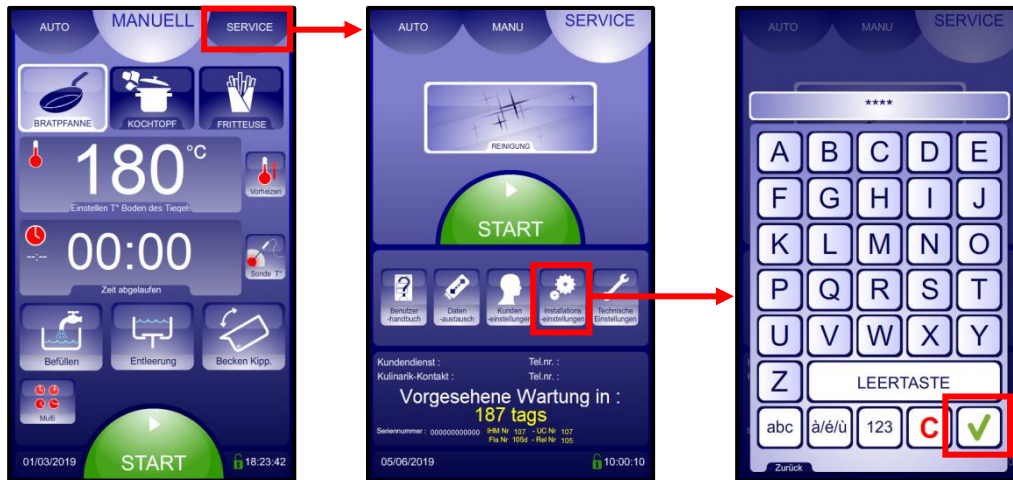 AUTO MANUELL SERVICE
BRATPFANNE KOCHTOPF FRITTEUSE
180°C
Vorheizen
Einstellen T° Boden des Tiegels
00:00
--:--
Sonde T°
Zeit abgelaufen
Befüllen Entleerung Becken Kipp.
Multi
START
01/03/2019 18:23:42
AUTO MANU SERVICE
REINIGUNG
START
Benutzer
-handbuch
Daten
-austausch
Kunden
-einstellungen
Installations
-einstellungen
Technische
Einstellungen
Kundendienst : Tel.nr. :
Kulinarik-Kontakt : Tel.nr. :
Vorgesehene Wartung in :
187 tags
Seriennummer : 000000000000 IHM Nr 107 - UC Nr 107
Fla Nr 105d - Rel Nr 105
05/06/2019 10:00:10
AUTO MANU SERVICE
****
A B C D E
F G H I J
K L M N O
P Q R S T
U V W X Y
Z LEERTASTE
abc à/é/ù 123 C
Zurück